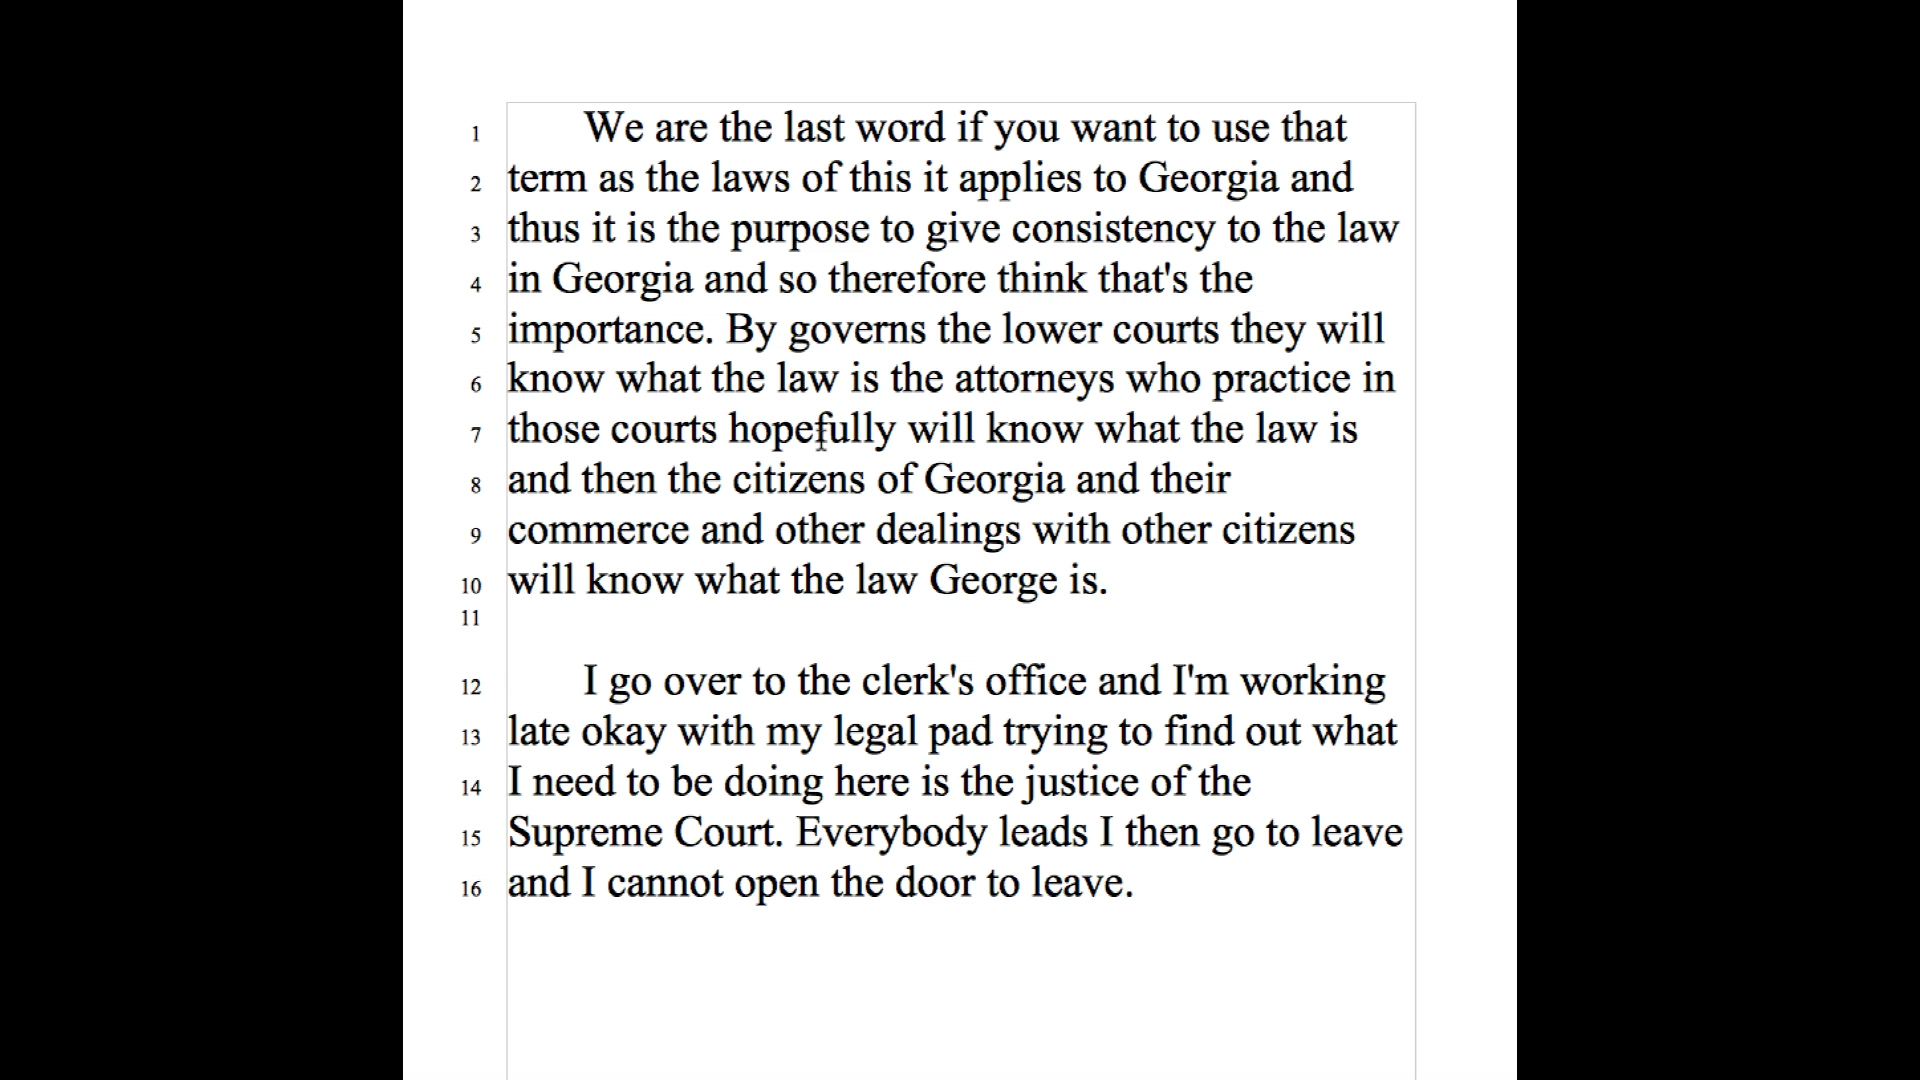 1 We are the last word if you want to use that
2 term as the laws of this it applies to Georgia and
3 thus it is the purpose to give consistency to the law
4 in Georgia and so therefore think that's the
5 importance. By governs the lower courts they will
6 know what the law is the attorneys who practice in
7 those courts hopefully will know what the law is
8 and then the citizens of Georgia and their
9 commerce and other dealings with other citizens
10 will know what the law George is.
11
12 I go over to the clerk's office and I'm working
13 late okay with my legal pad trying to find out what
14 I need to be doing here is the justice of the
15 Supreme Court. Everybody leads I then go to leave
16 and I cannot open the door to leave.